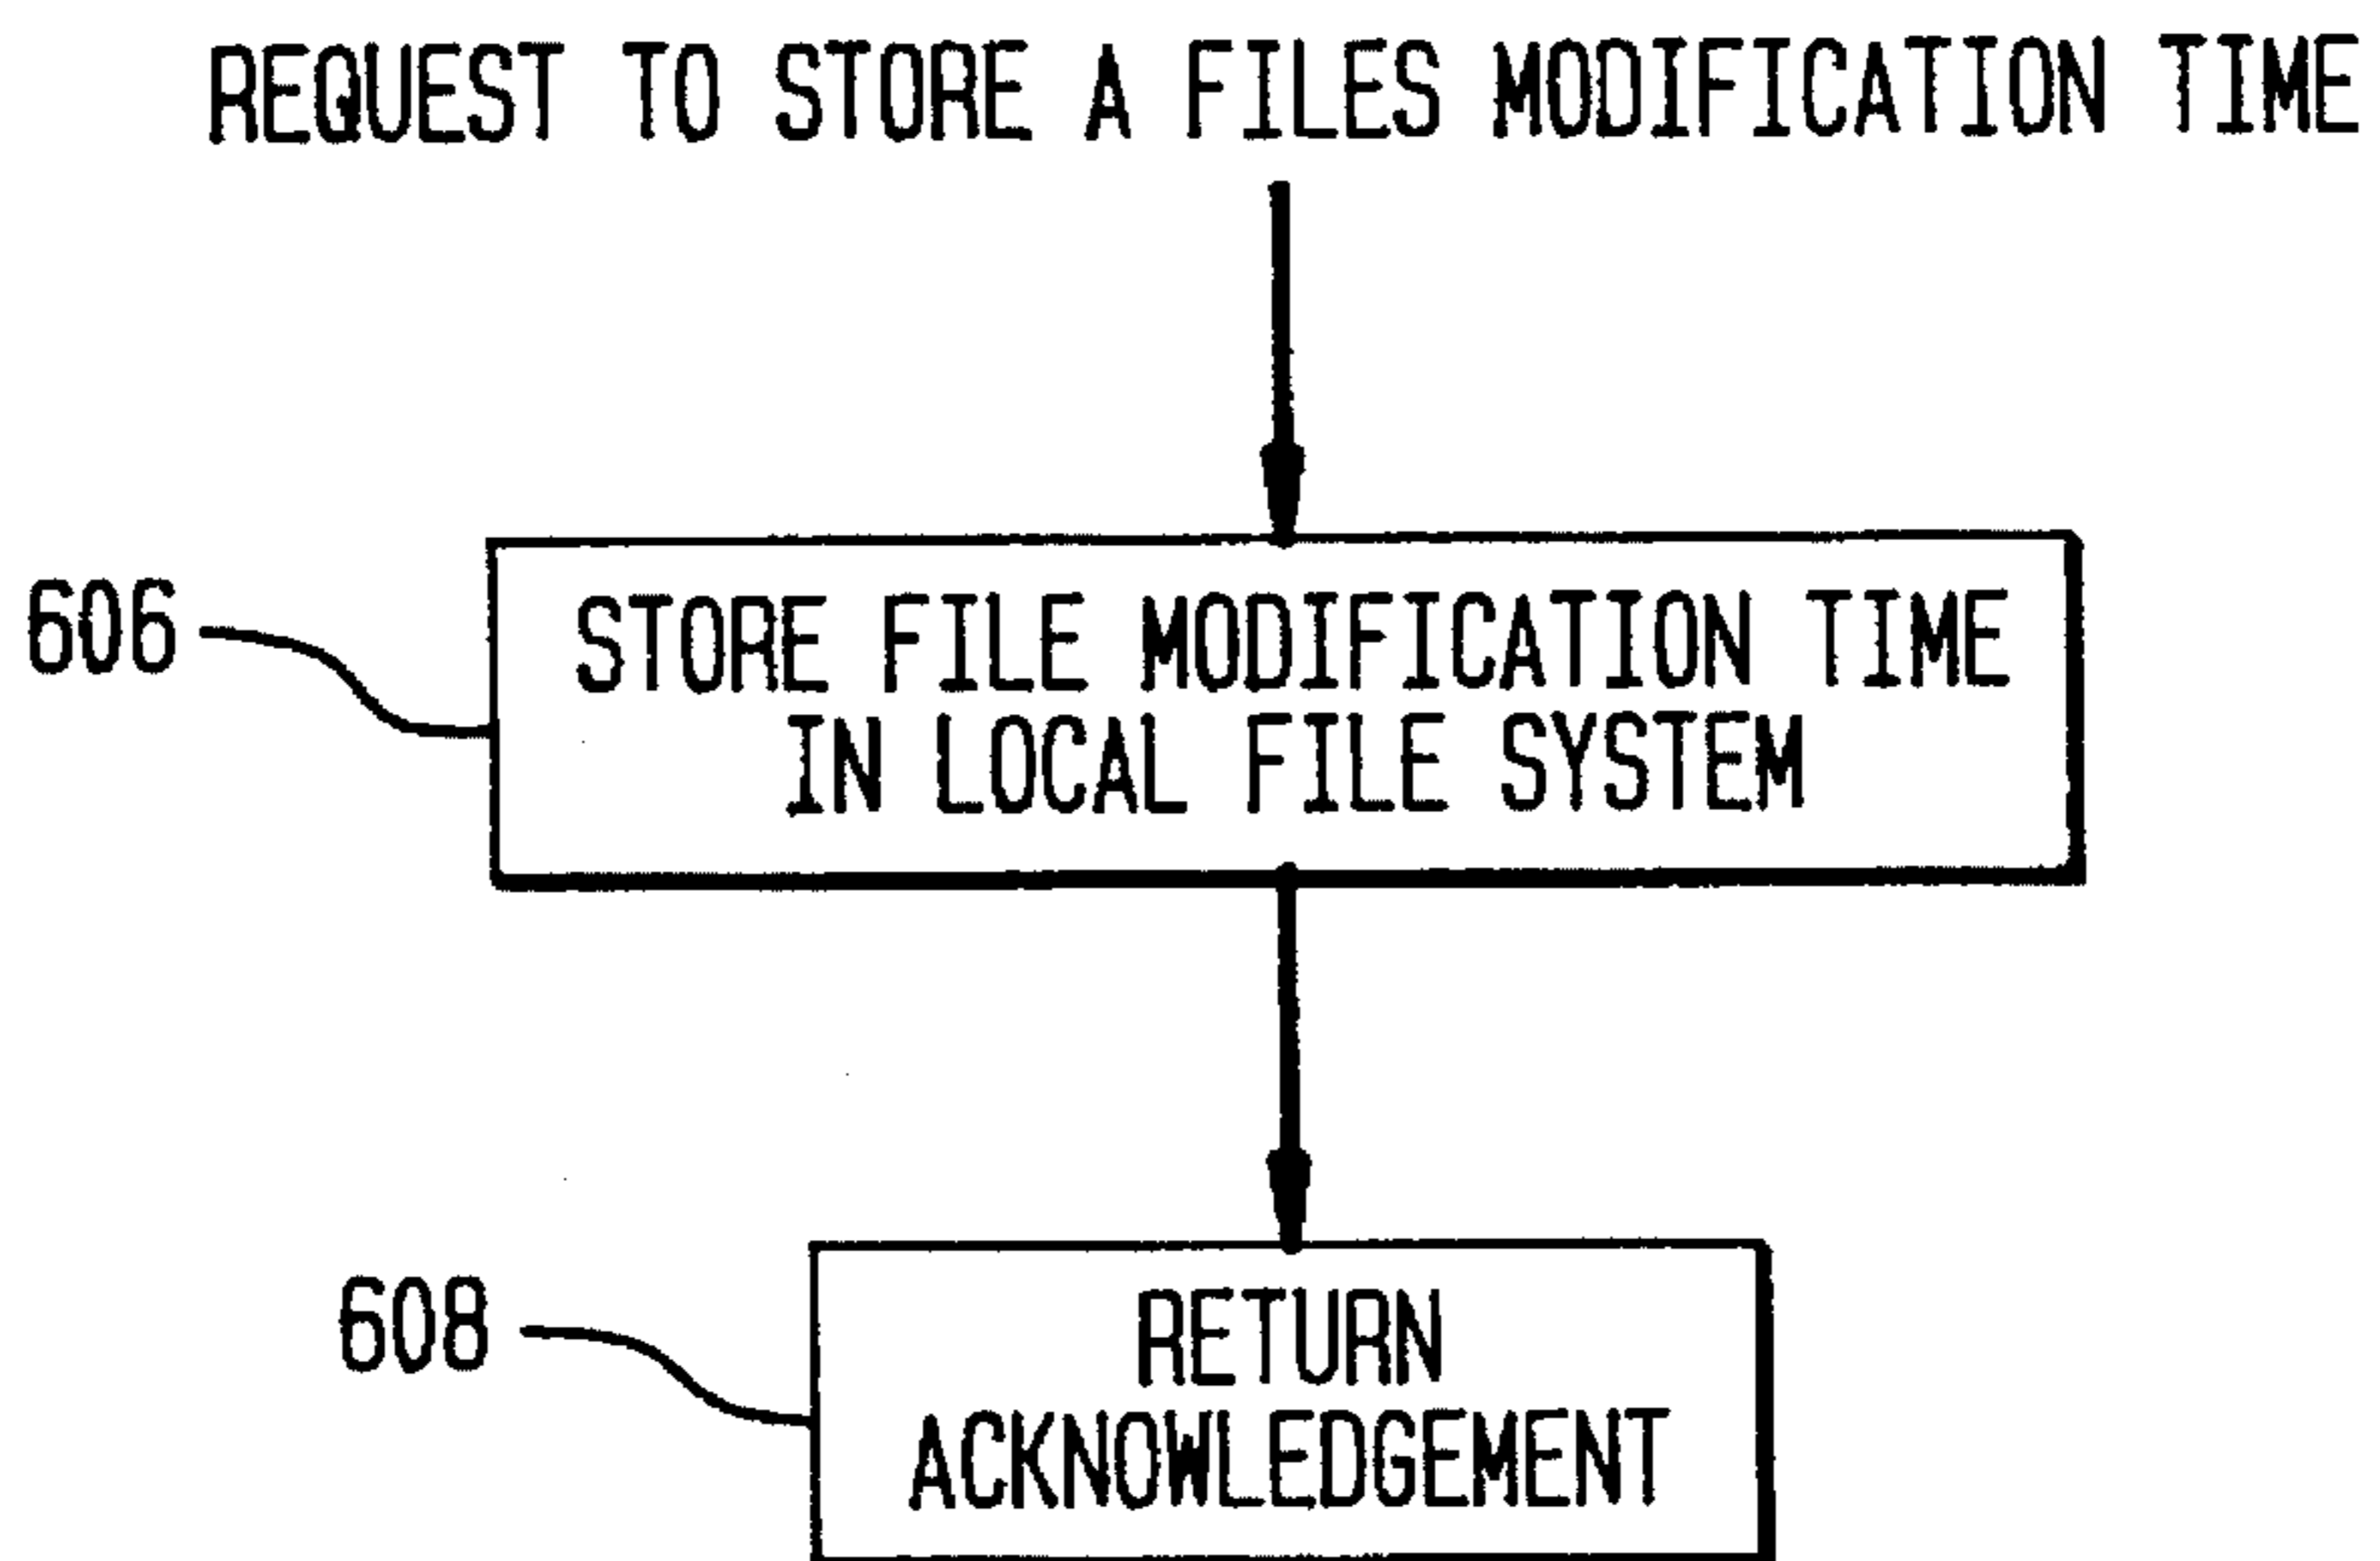 REQUEST TO STORE A FILES MODIFICATION TIME
606
STORE FILE MODIFICATION TIME
IN LOCAL FILE SYSTEM
608
RETURN
ACKNOWLEDGEMENT